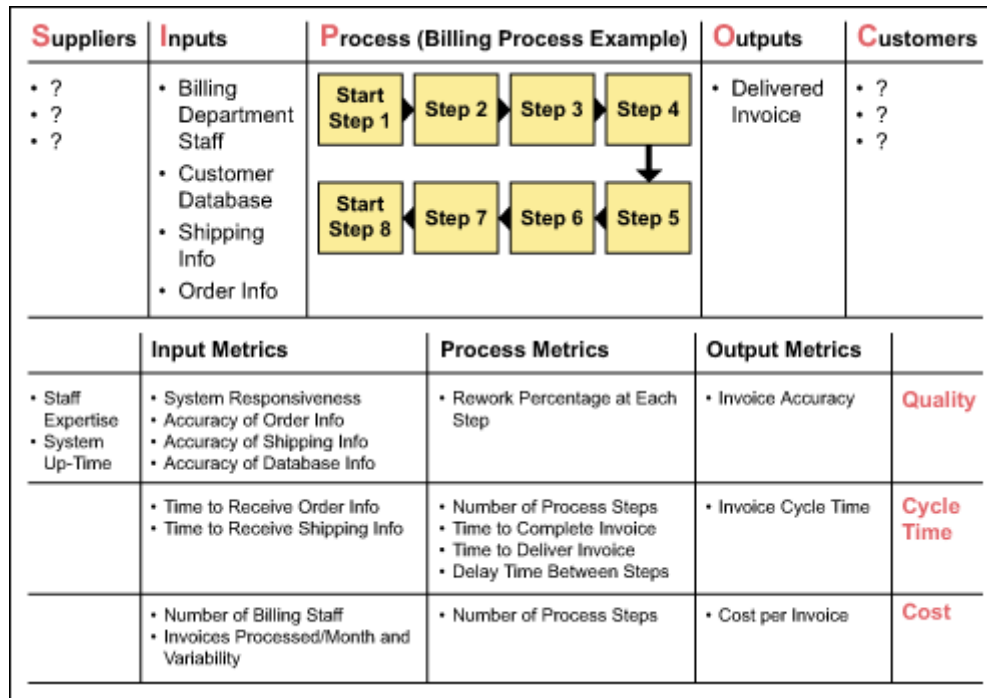 Suppliers
Inputs
Process (Billing Process Example)
Outputs
Customers
• ?
• ?
• ?
• Billing
Department
Staff
• Customer
Database
• Shipping
Info
• Order Info
Start
Step 1
Step 2
Step 3
Step 4
Start
Step 8
Step 7
Step 6
Step 5
• Delivered
Invoice
• ?
• ?
• ?
Input Metrics
Process Metrics
Output Metrics
• Staff
Expertise
• System
Up-Time
• System Responsiveness
• Accuracy of Order Info
• Accuracy of Shipping Info
• Accuracy of Database Info
• Rework Percentage at Each
Step
• Invoice Accuracy
Quality
• Time to Receive Order Info
• Time to Receive Shipping Info
• Number of Process Steps
• Time to Complete Invoice
• Time to Deliver Invoice
• Delay Time Between Steps
• Invoice Cycle Time
Cycle
Time
• Number of Billing Staff
• Invoices Processed/Month and
Variability
• Number of Process Steps
• Cost per Invoice
Cost